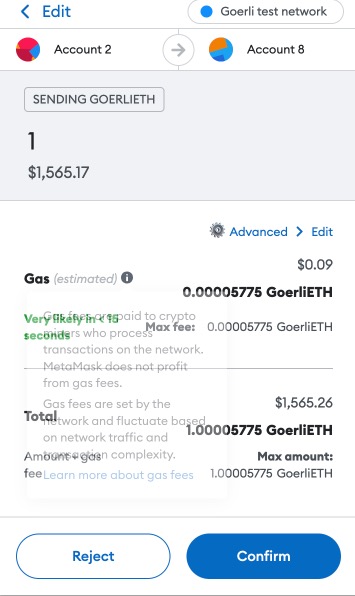 Edit
Goerli test network
Account 2
Account 8
SENDING GOERLIETH
1
$1,565.17
Advanced
Edit
$0.09
Gas (estimated)
0.00005775 GoerliETH
Very likely in < 15
seconds
Max fee: 0.00005775 GoerliETH
Gas fees are paid to crypto
miners who process
transactions on the network.
MetaMask does not profit
from gas fees.
Gas fees are set by the
network and fluctuate based
on network traffic and
transaction complexity.
Learn more about gas fees
$1,565.26
Total
1.00005775 GoerliETH
Amount + gas
fee
Max amount:
1.00005775 GoerliETH
Reject
Confirm